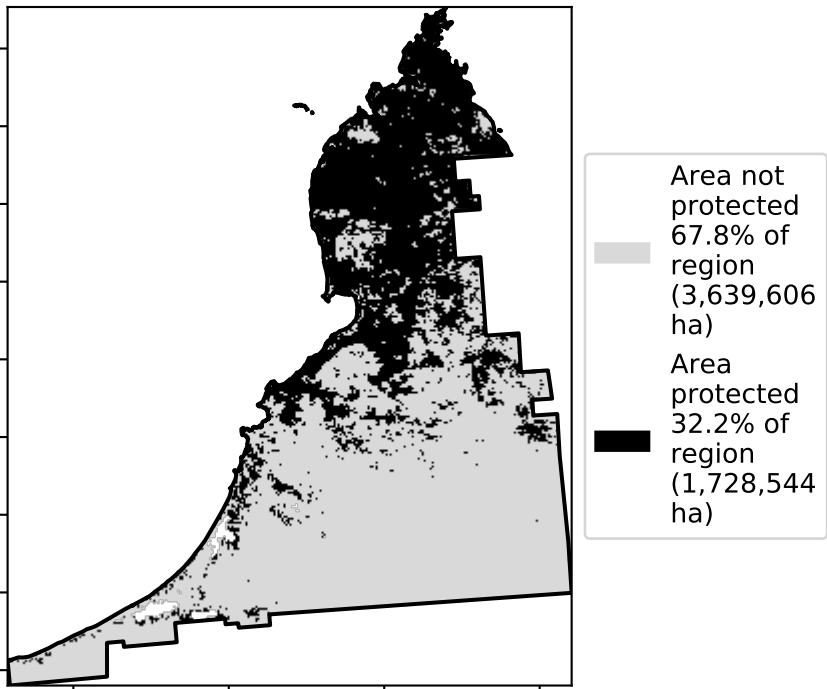 Area not
protected
67.8% of
region
(3,639,606
ha)
Area
protected
32.2% of
region
(1,728,544
ha)